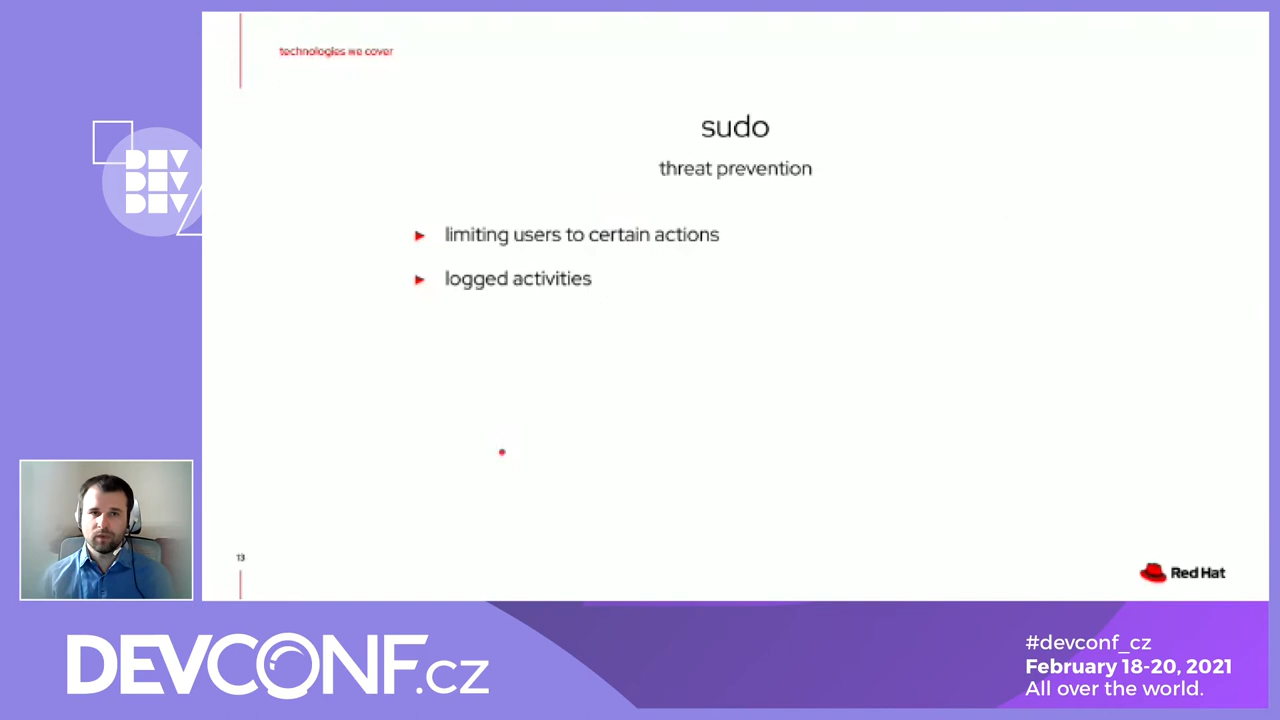 technologies we cover
sudo
threat prevention
► limiting users to certain actions
► logged activities
13
Red Hat
DEV
DEV
DEV
DEVCONF.cz
#devconf_cz
February 18-20, 2021
All over the world.